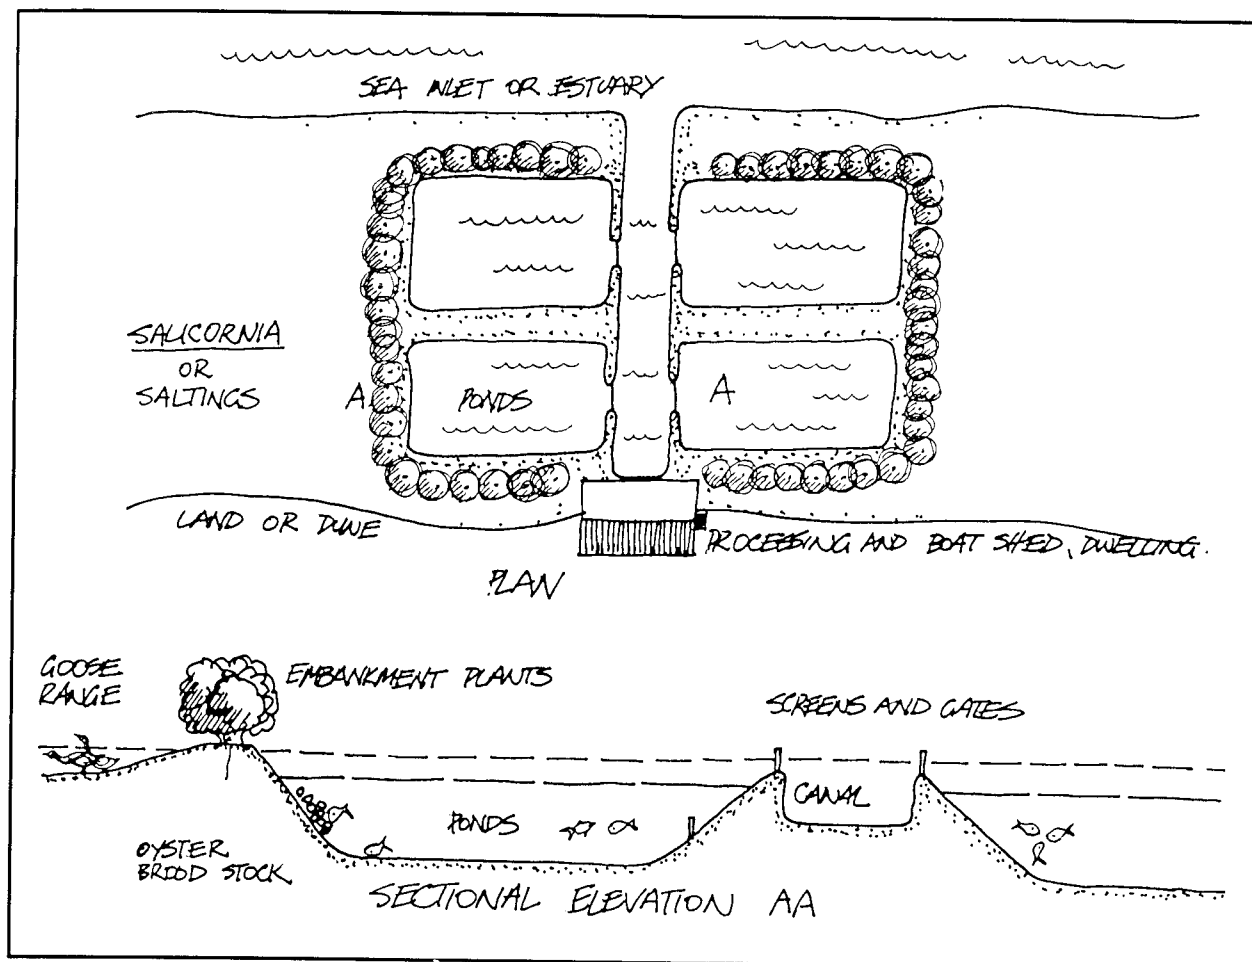 SEA INLET OR ESTUARY
SALICORNIA
OR
SALTINGS
A
PONDS
A
LAND OR DUNE
PROCESSING AND BOAT SHED, DWELLING.
PLAN
GOOSE
RANGE
EMBANKMENT PLANTS
SCREENS AND GATES
CANAL
PONDS
OYSTER
BROOD STOCK
SECTIONAL ELEVATION AA